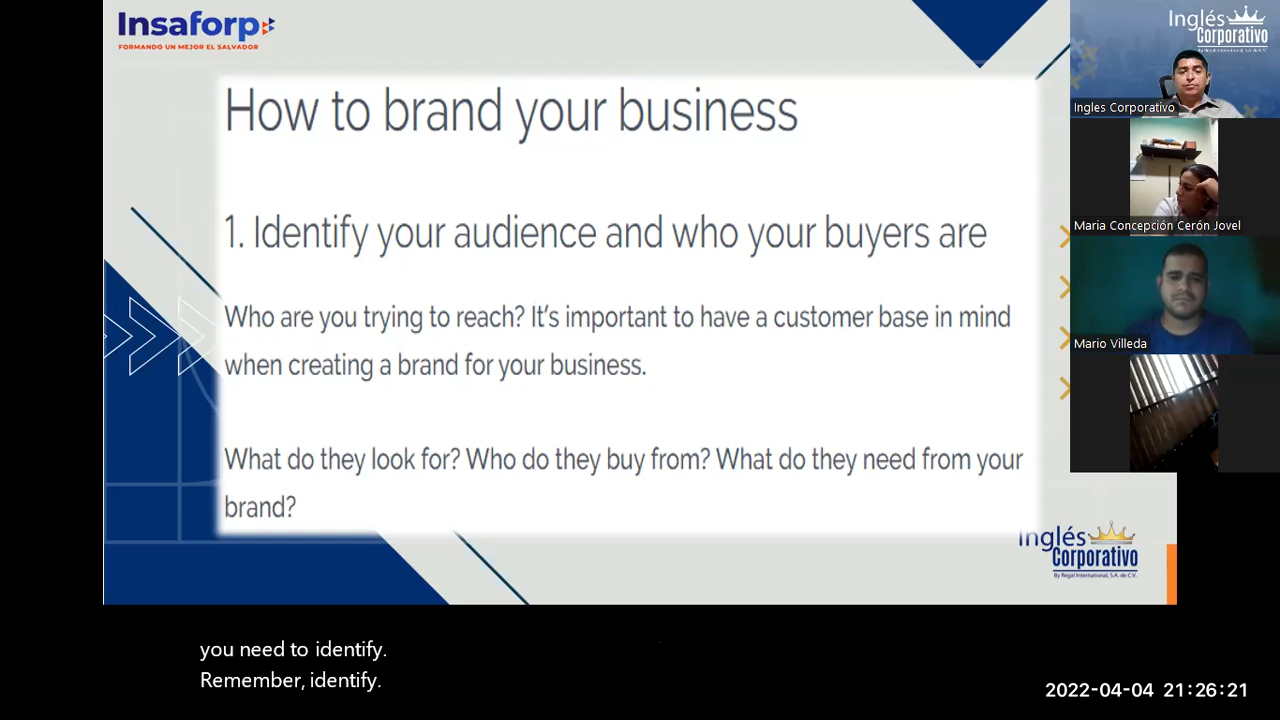 Insaforp
FORMANDO UN MEJOR EL SALVADOR
How to brand your business
1. Identify your audience and who your buyers are
Who are you trying to reach? It's important to have a customer base in mind
when creating a brand for your business.
What do they look for? Who do they buy from? What do they need from your
brand?
Inglés
Corporativo
By Regal International, S.A. de C.V.
Inglés
Corporativo
By Regal International, S.A. de C.V.
Ingles Corporativo
Maria Concepción Cerón Jovel
Mario Villeda
you need to identify.
Remember, identify.
2022-04-04 21:26:21